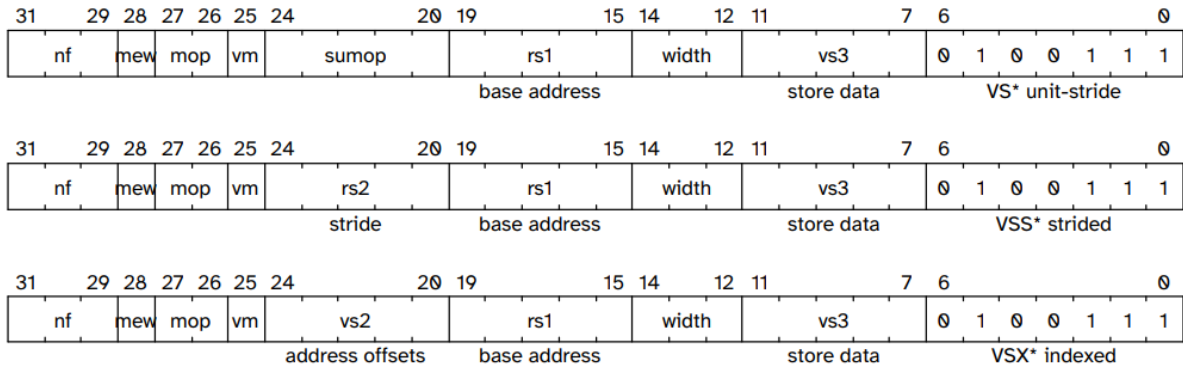 31 29 28 27 26 25 24 20 19 15 14 12 11 7 6 0
nf mew mop vm sumop rs1 width vs3 0 1 0 0 1 1 1
base address store data VS* unit-stride
31 29 28 27 26 25 24 20 19 15 14 12 11 7 6 0
nf mew mop vm rs2 rs1 width vs3 0 1 0 0 1 1 1
stride base address store data VSS* strided
31 29 28 27 26 25 24 20 19 15 14 12 11 7 6 0
nf mew mop vm vs2 rs1 width vs3 0 1 0 0 1 1 1
address offsets base address store data VSX* indexed